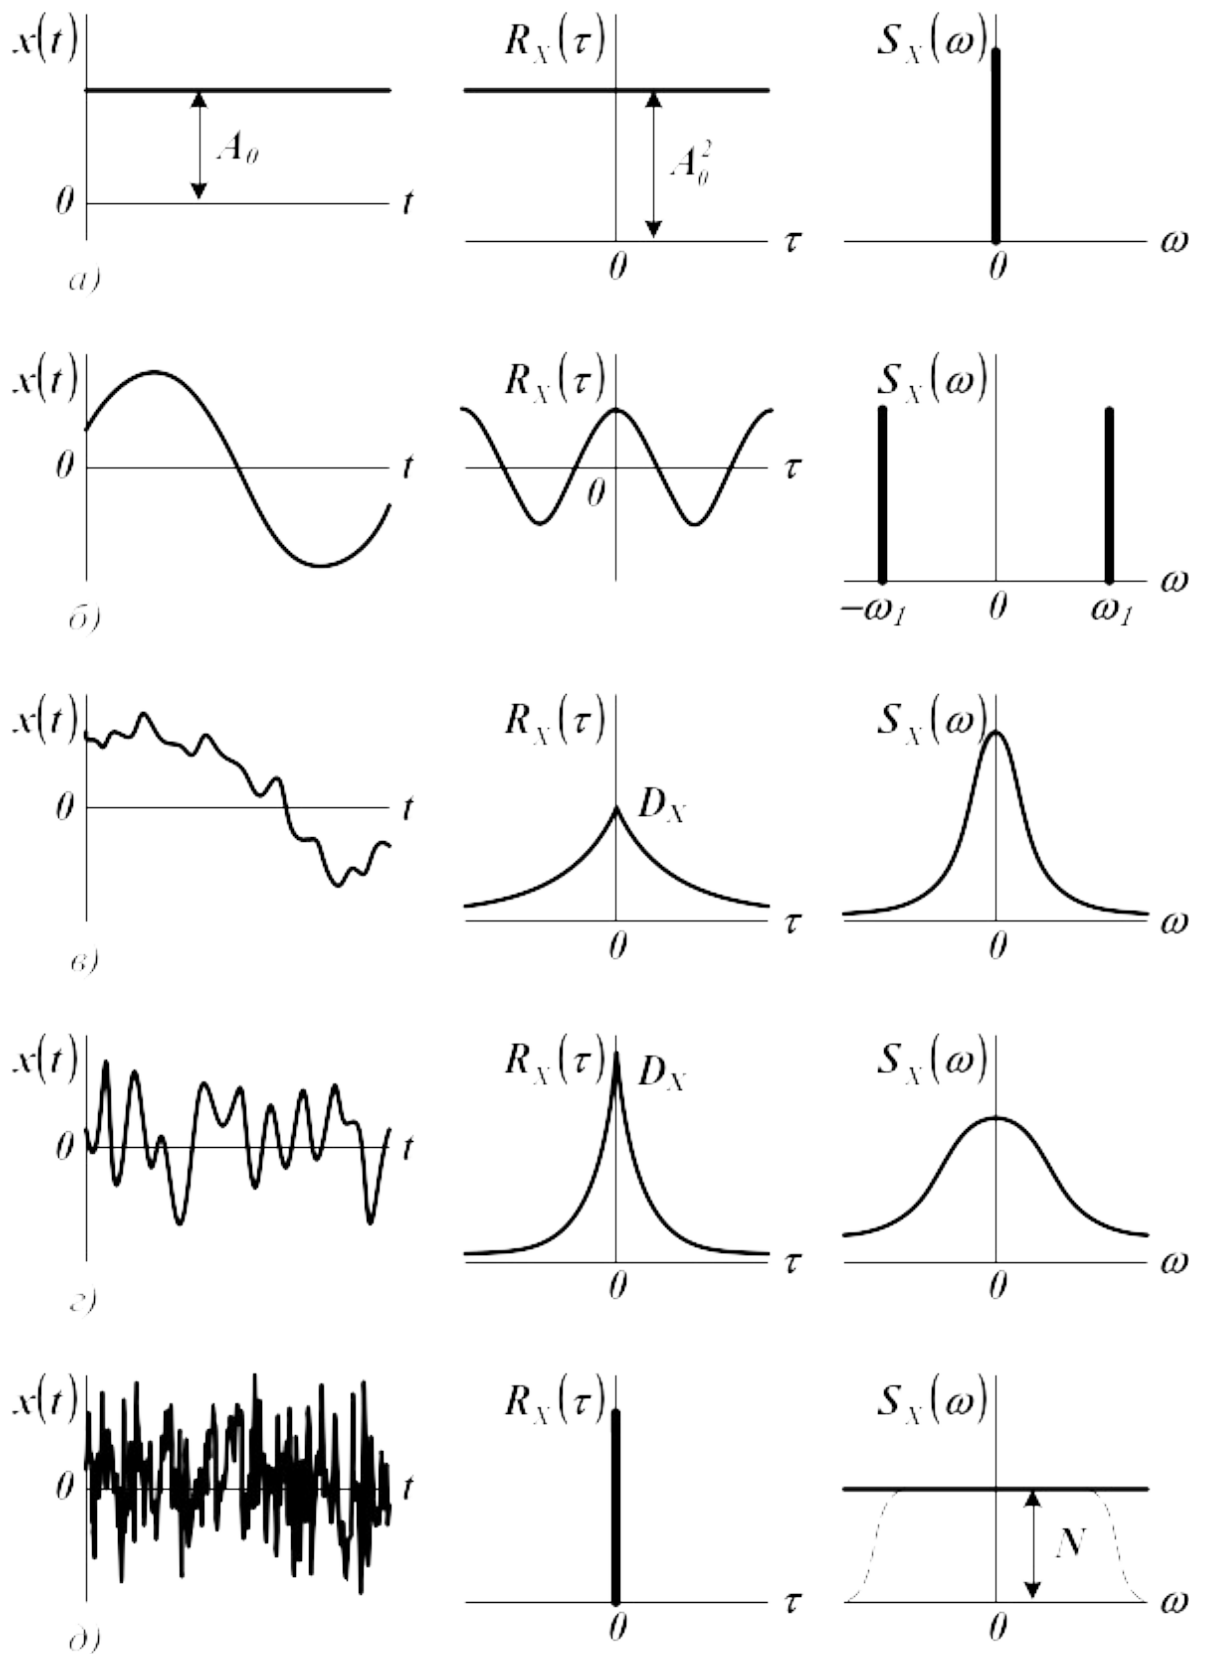 x(t) R_X(τ) S_X(ω)
A_0 A_0^2
0 t τ ω
0 0
а)
x(t) R_X(τ) S_X(ω)
0 t τ
0 ω
−ω_1 0 ω_1
б)
x(t) R_X(τ) S_X(ω)
0 t D_X
τ ω
0 0
в)
x(t) R_X(τ) D_X S_X(ω)
0 t
τ ω
0 0
г)
x(t) R_X(τ) S_X(ω)
0 t
N
τ ω
0 0
д)